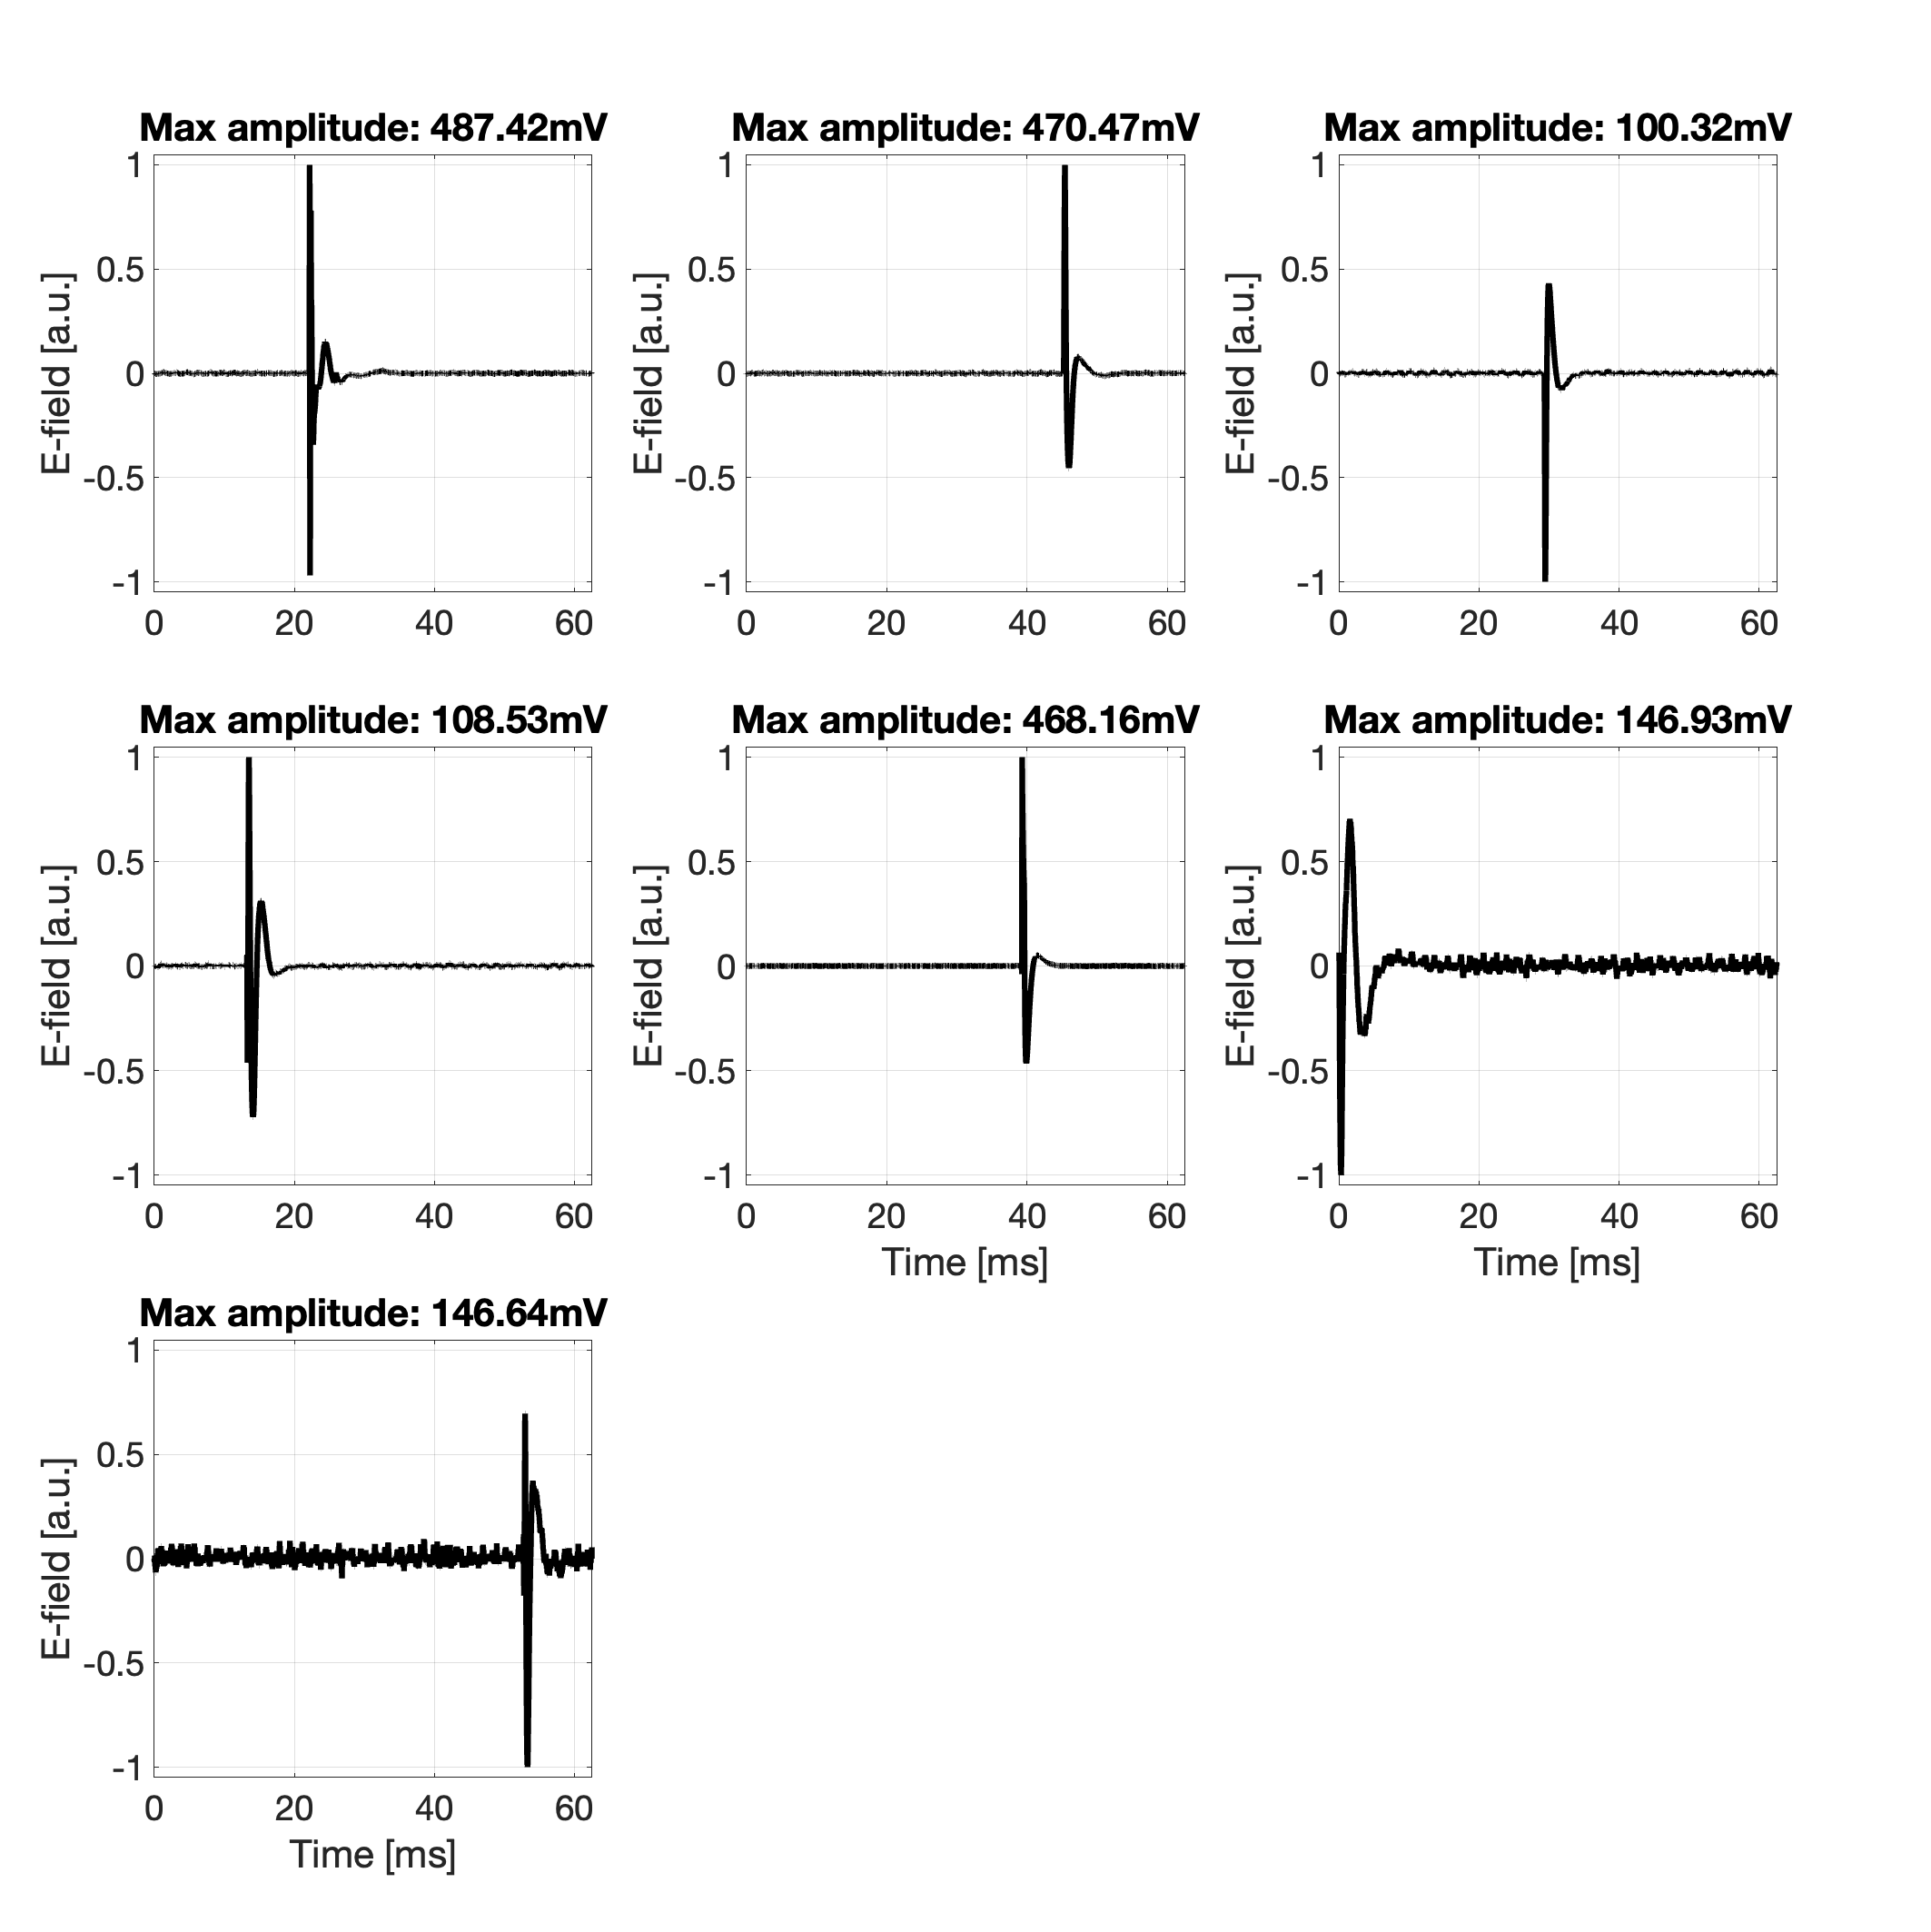 Max amplitude: 487.42mV
E-field [a.u.]
1
0.5
0
-0.5
-1
0 20 40 60
Max amplitude: 470.47mV
E-field [a.u.]
1
0.5
0
-0.5
-1
0 20 40 60
Max amplitude: 100.32mV
E-field [a.u.]
1
0.5
0
-0.5
-1
0 20 40 60
Max amplitude: 108.53mV
E-field [a.u.]
1
0.5
0
-0.5
-1
0 20 40 60
Max amplitude: 468.16mV
E-field [a.u.]
1
0.5
0
-0.5
-1
0 20 40 60
Time [ms]
Max amplitude: 146.93mV
E-field [a.u.]
1
0.5
0
-0.5
-1
0 20 40 60
Time [ms]
Max amplitude: 146.64mV
E-field [a.u.]
1
0.5
0
-0.5
-1
0 20 40 60
Time [ms]